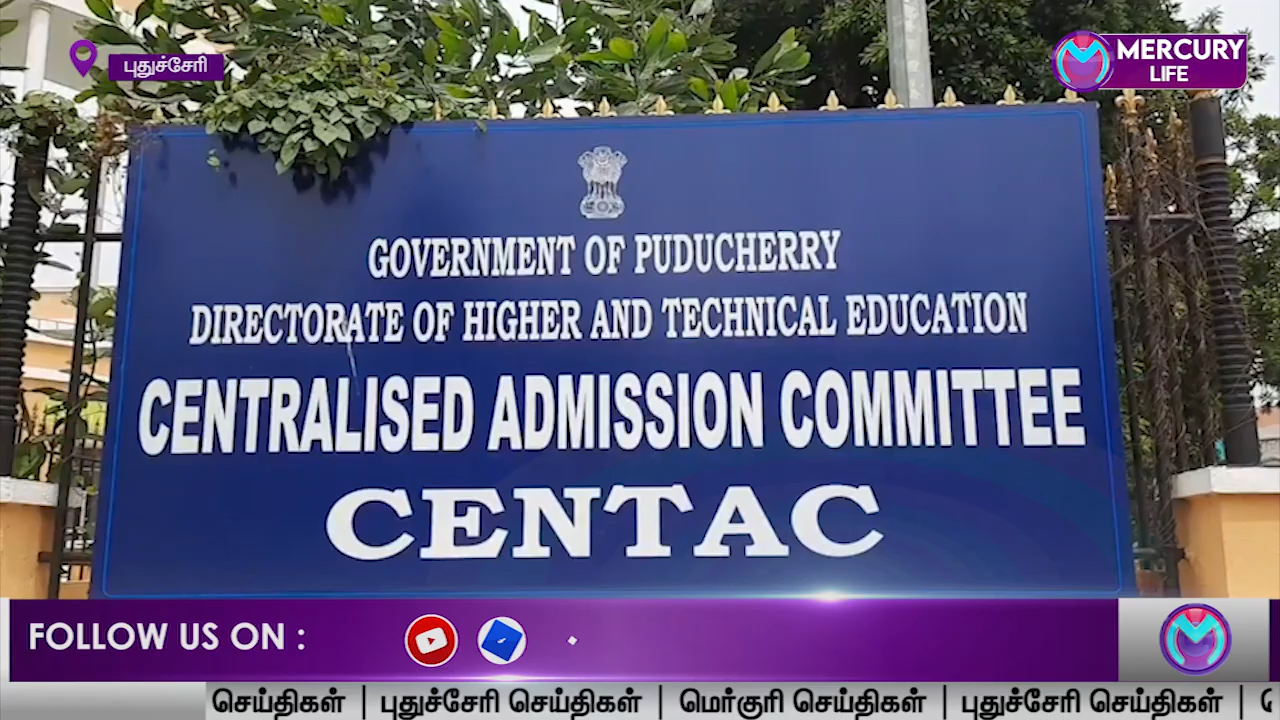 புதுச்சேரி
MERCURY
LIFE
GOVERNMENT OF PUDUCHERRY
DIRECTORATE OF HIGHER AND TECHNICAL EDUCATION
CENTRALISED ADMISSION COMMITTEE
CENTAC
FOLLOW US ON :
செய்திகள் | புதுச்சேரி செய்திகள் | மெர்குரி செய்திகள் | புதுச்சேரி செய்திகள் |